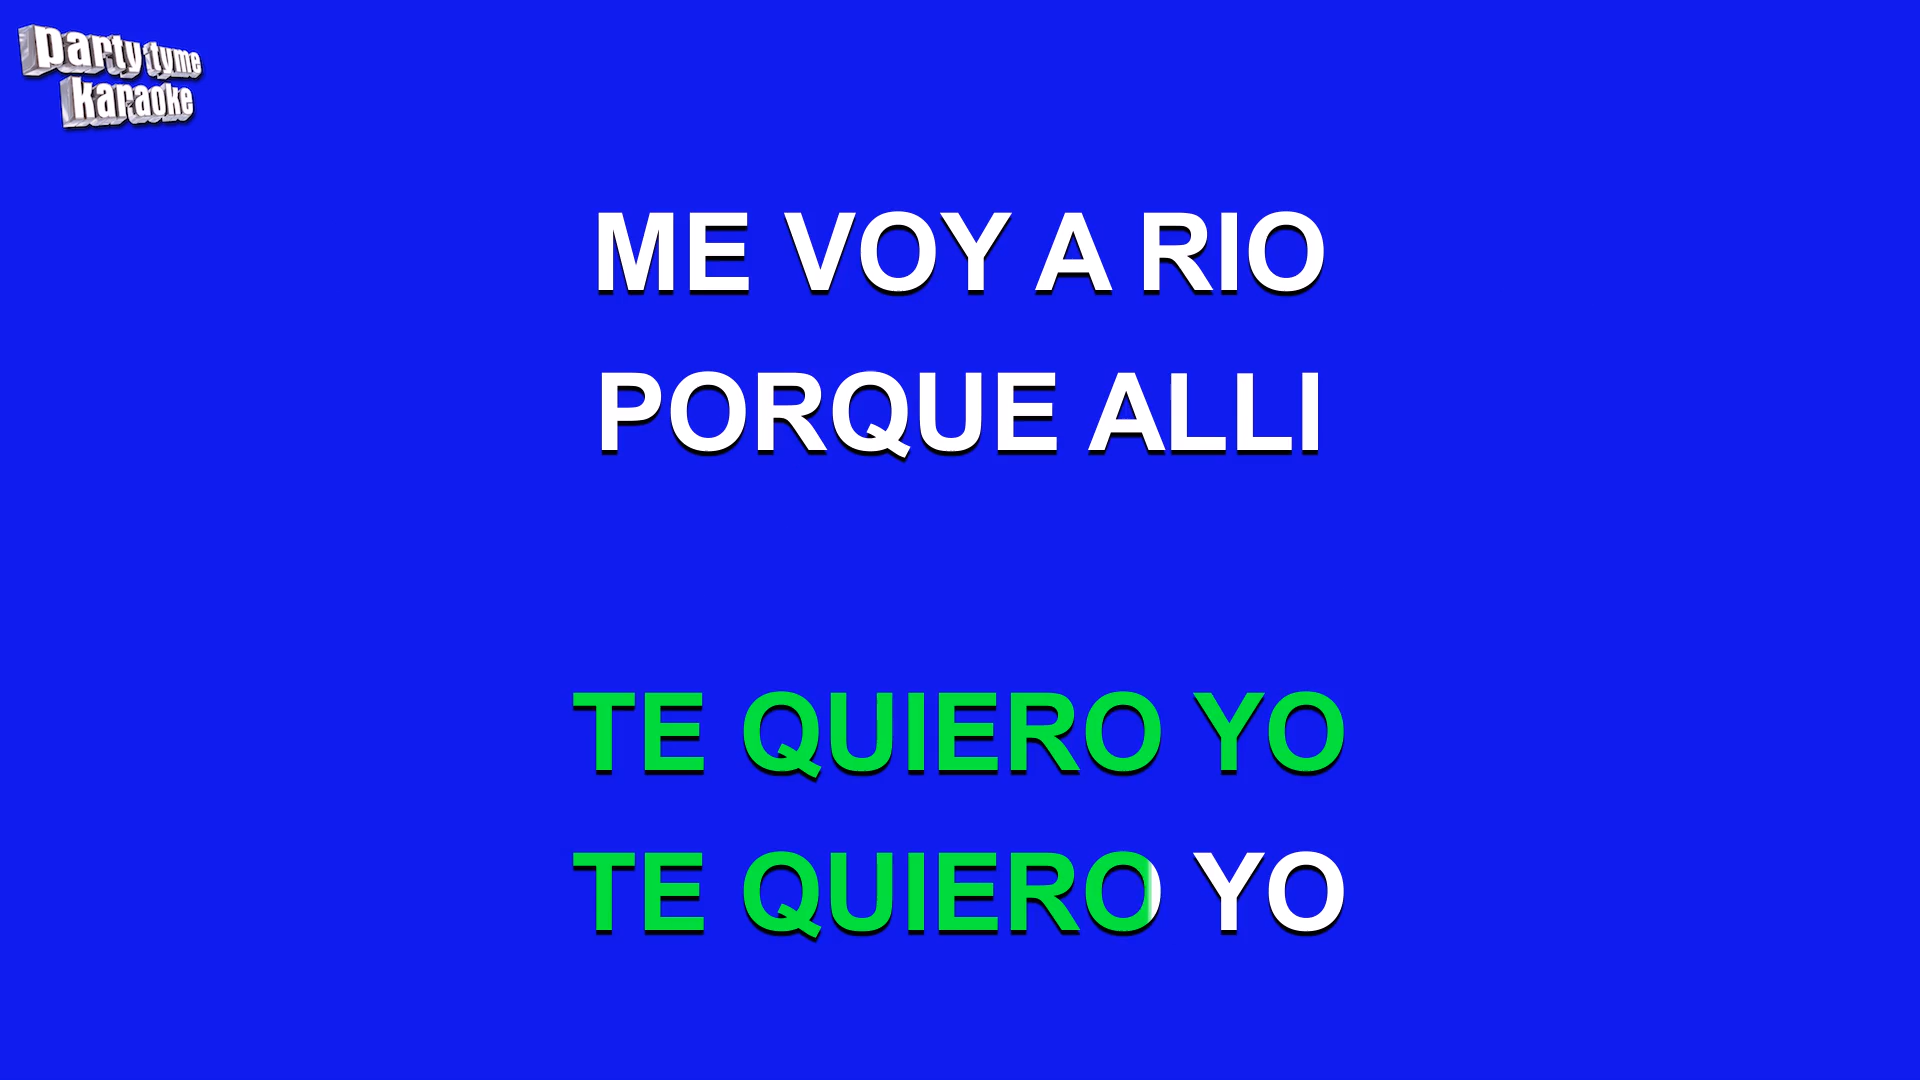 party tyme
karaoke
ME VOY A RIO
PORQUE ALLI
TE QUIERO YO
TE QUIERO YO